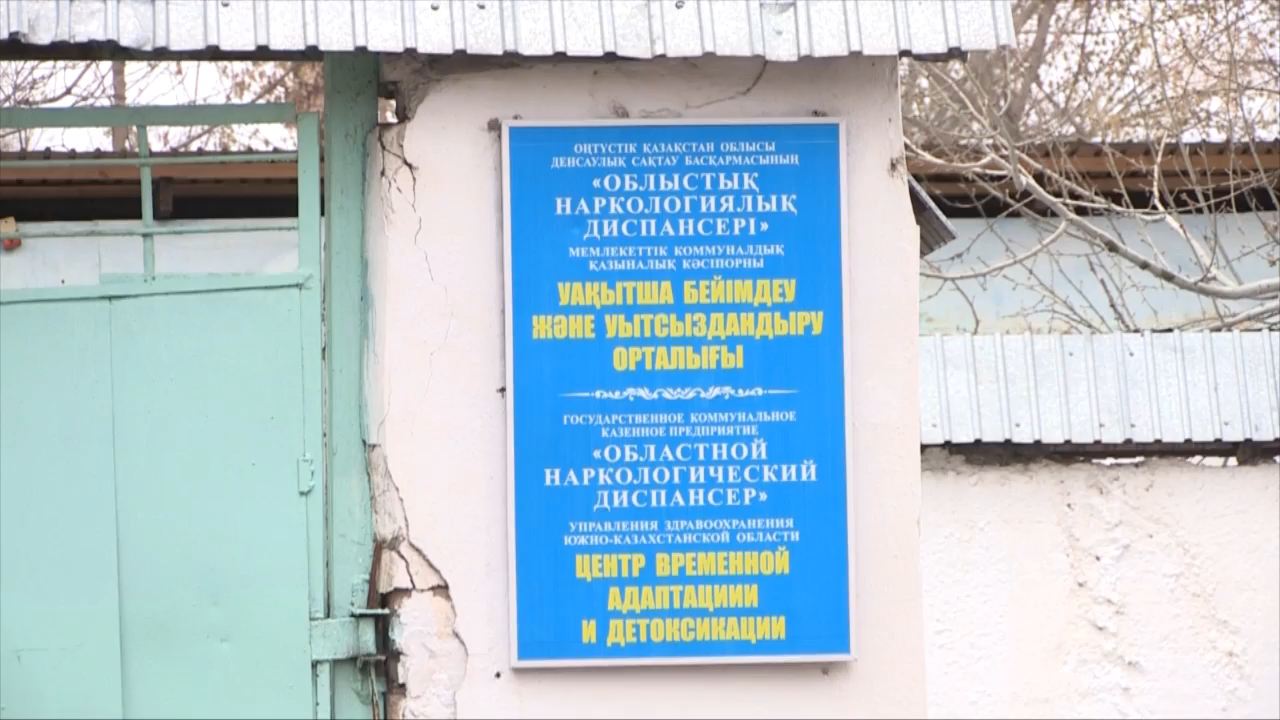 ОҢТҮСТІК ҚАЗАҚСТАН ОБЛЫСЫ
ДЕНСАУЛЫҚ САҚТАУ БАСҚАРМАСЫНЫҢ
«ОБЛЫСТЫҚ
НАРКОЛОГИЯЛЫҚ
ДИСПАНСЕРІ»
МЕМЛЕКЕТТІК КОММУНАЛДЫҚ
ҚАЗЫНАЛЫҚ КӘСІПОРНЫ
УАҚЫТША БЕЙІМДЕУ
ЖӘНЕ УЫТСЫЗДАНДЫРУ
ОРТАЛЫҒЫ
ГОСУДАРСТВЕННОЕ КОММУНАЛЬНОЕ
КАЗЕННОЕ ПРЕДПРИЯТИЕ
«ОБЛАСТНОЙ
НАРКОЛОГИЧЕСКИЙ
ДИСПАНСЕР»
УПРАВЛЕНИЯ ЗДРАВООХРАНЕНИЯ
ЮЖНО-КАЗАХСТАНСКОЙ ОБЛАСТИ
ЦЕНТР ВРЕМЕННОЙ
АДАПТАЦИИИ
И ДЕТОКСИКАЦИИ